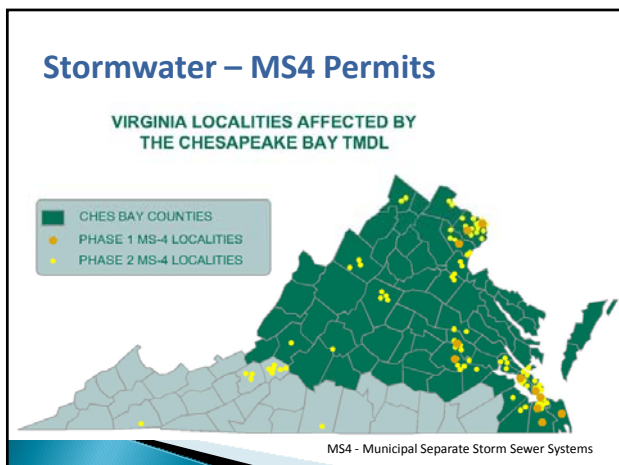 Stormwater – MS4 Permits
VIRGINIA LOCALITIES AFFECTED BY
THE CHESAPEAKE BAY TMDL
CHES BAY COUNTIES
PHASE 1 MS-4 LOCALITIES
PHASE 2 MS-4 LOCALITIES
MS4 - Municipal Separate Storm Sewer Systems